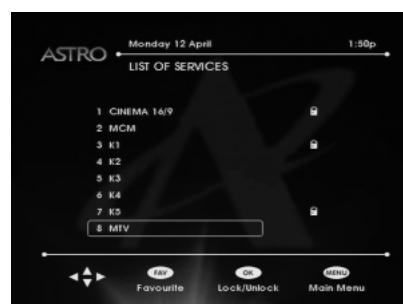 ASTRO
Monday 12 April 1:50p
LIST OF SERVICES
1 CINEMA 16/9
2 MCM
3 K1
4 K2
5 K3
6 K4
7 K5
8 MTV
FAV OK MENU
Favourite Lock/Unlock Main Menu